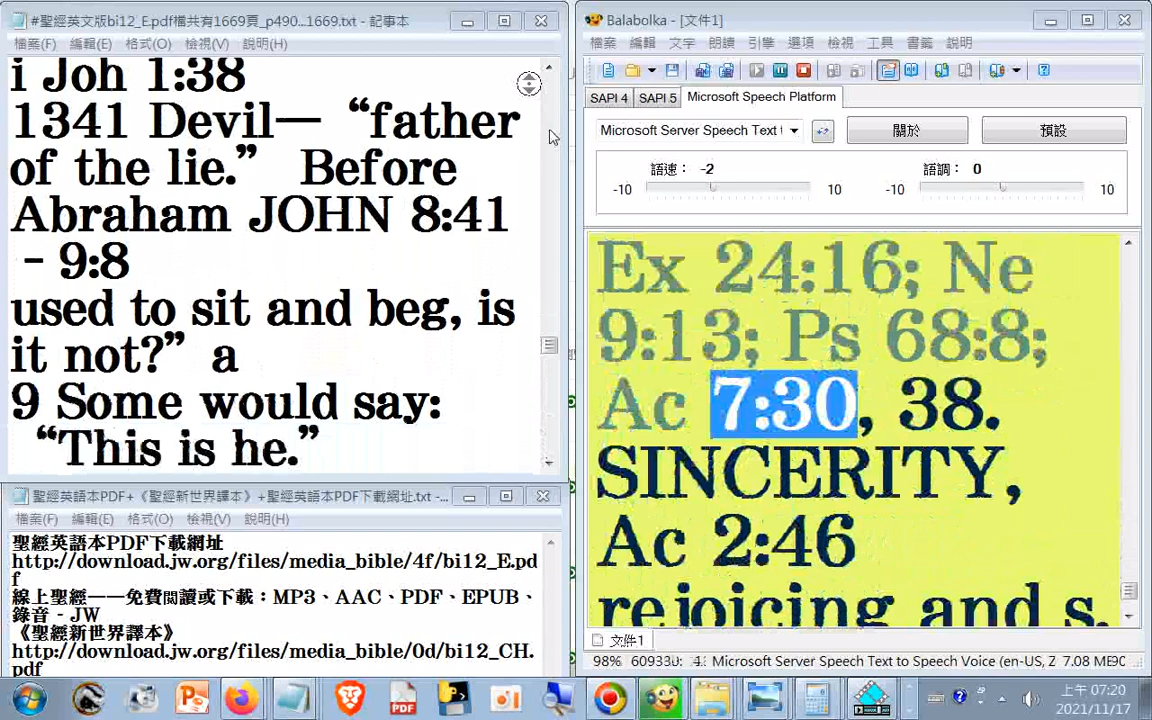 #聖經英文版bi12_E.pdf檔共有1669頁_p490...1669.txt - 記事本
檔案(F) 編輯(E) 格式(O) 檢視(V) 說明(H)
i Joh 1:38
1341 Devil— “father
of the lie.” Before
Abraham JOHN 8:41
- 9:8
used to sit and beg, is
it not?” a
9 Some would say:
“This is he.”
聖經英語本PDF+《聖經新世界譯本》+聖經英語本PDF下載網址.txt - ...
檔案(F) 編輯(E) 格式(O) 檢視(V) 說明(H)
聖經英語本PDF下載網址
http://download.jw.org/files/media_bible/4f/bi12_E.pd
f
線上聖經——免費閱讀或下載：MP3、AAC、PDF、EPUB、
錄音 - JW
《聖經新世界譯本》
http://download.jw.org/files/media_bible/0d/bi12_CH.
pdf
Balabolka - [文件1]
檔案 編輯 文字 朗讀 引擎 選項 檢視 工具 書籤 說明
SAPI 4 SAPI 5 Microsoft Speech Platform
Microsoft Server Speech Text 關於 預設
語速： -2 語調： 0
-10 10 -10 10
Ex 24:16; Ne
9:13; Ps 68:8;
Ac 7:30, 38.
SINCERITY,
Ac 2:46
rejoicing and s.
文件1
98% Microsoft Server Speech Text to Speech Voice (en-US, Z 7.08 M
上午 07:20
2021/11/17